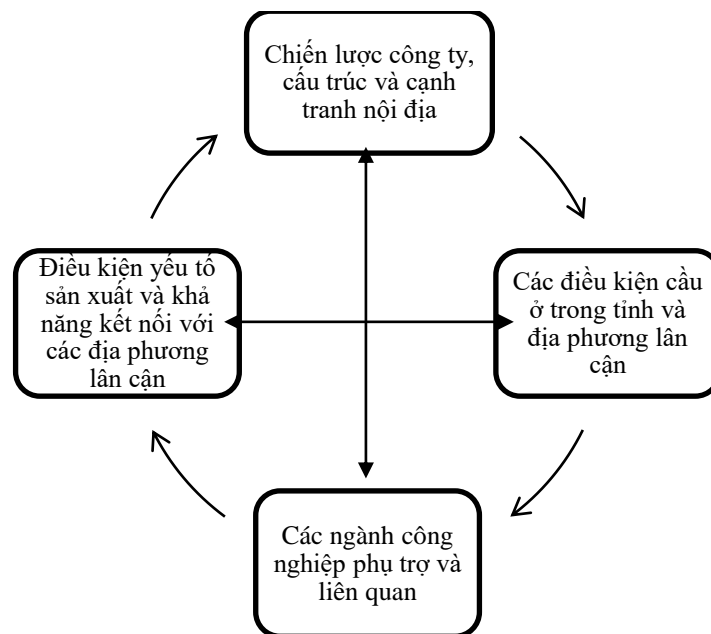 Chiến lược công ty,
cấu trúc và cạnh
tranh nội địa
Điều kiện yếu tố
sản xuất và khả
năng kết nối với
các địa phương
lân cận
Các điều kiện cầu
ở trong tỉnh và
địa phương lân
cận
Các ngành công
nghiệp phụ trợ và
liên quan